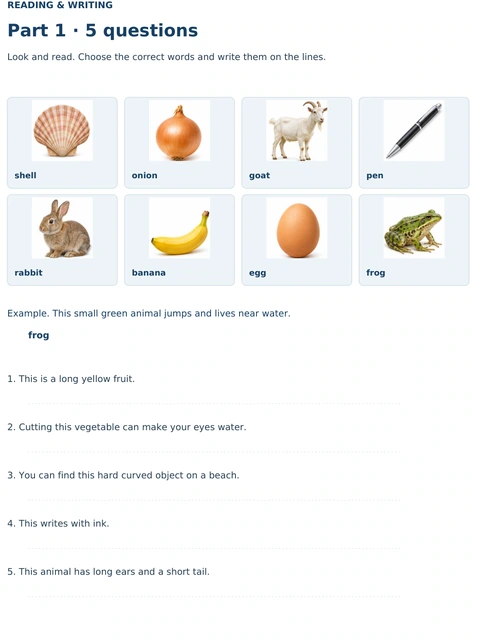 READING & WRITING
Part 1 · 5 questions
Look and read. Choose the correct words and write them on the lines.
shell onion goat pen
rabbit banana egg frog
Example. This small green animal jumps and lives near water.
frog
1. This is a long yellow fruit.
2. Cutting this vegetable can make your eyes water.
3. You can find this hard curved object on a beach.
4. This writes with ink.
5. This animal has long ears and a short tail.